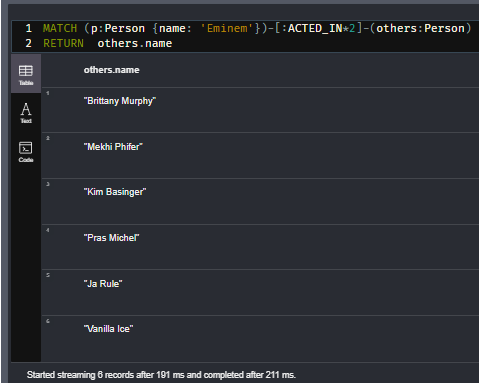 1 MATCH (p:Person {name: 'Eminem'})-[:ACTED_IN*2]-(others:Person)
2 RETURN  others.name
Table
others.name
1
"Brittany Murphy"
A
Text
2
"Mekhi Phifer"
Code
3
"Kim Basinger"
4
"Pras Michel"
5
"Ja Rule"
6
"Vanilla Ice"
Started streaming 6 records after 191 ms and completed after 211 ms.